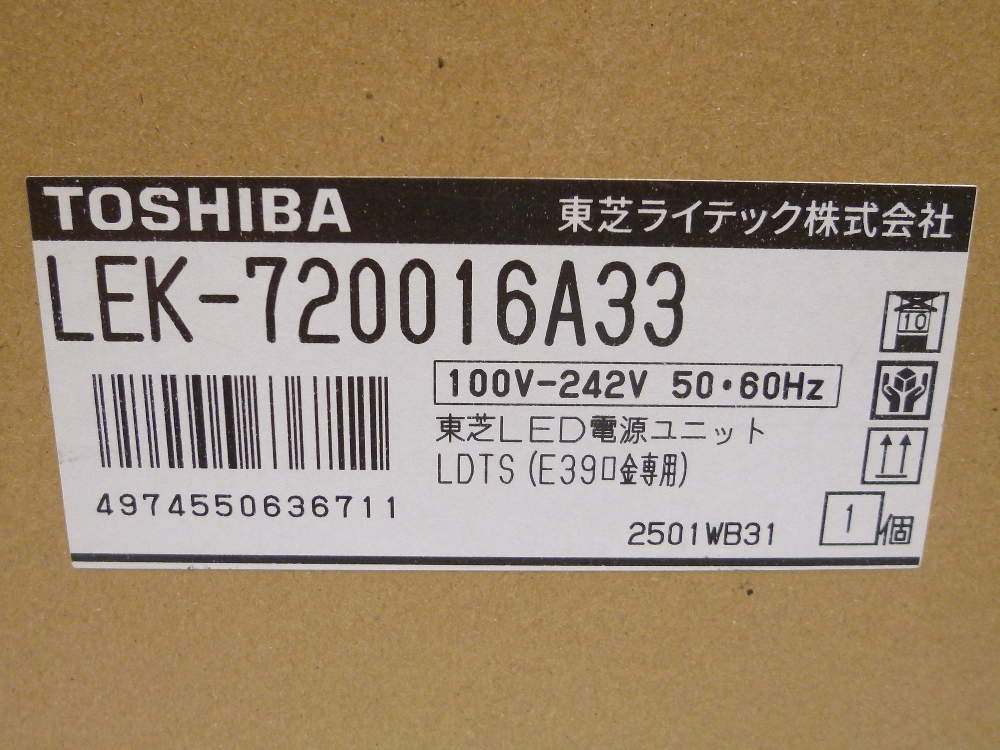 TOSHIBA 東芝ライテック株式会社
LEK-720016A33
10
100V-242V 50・60Hz
東芝LED電源ユニット
LDTS(E39口金専用)
4974550636711
2501WB31
1個